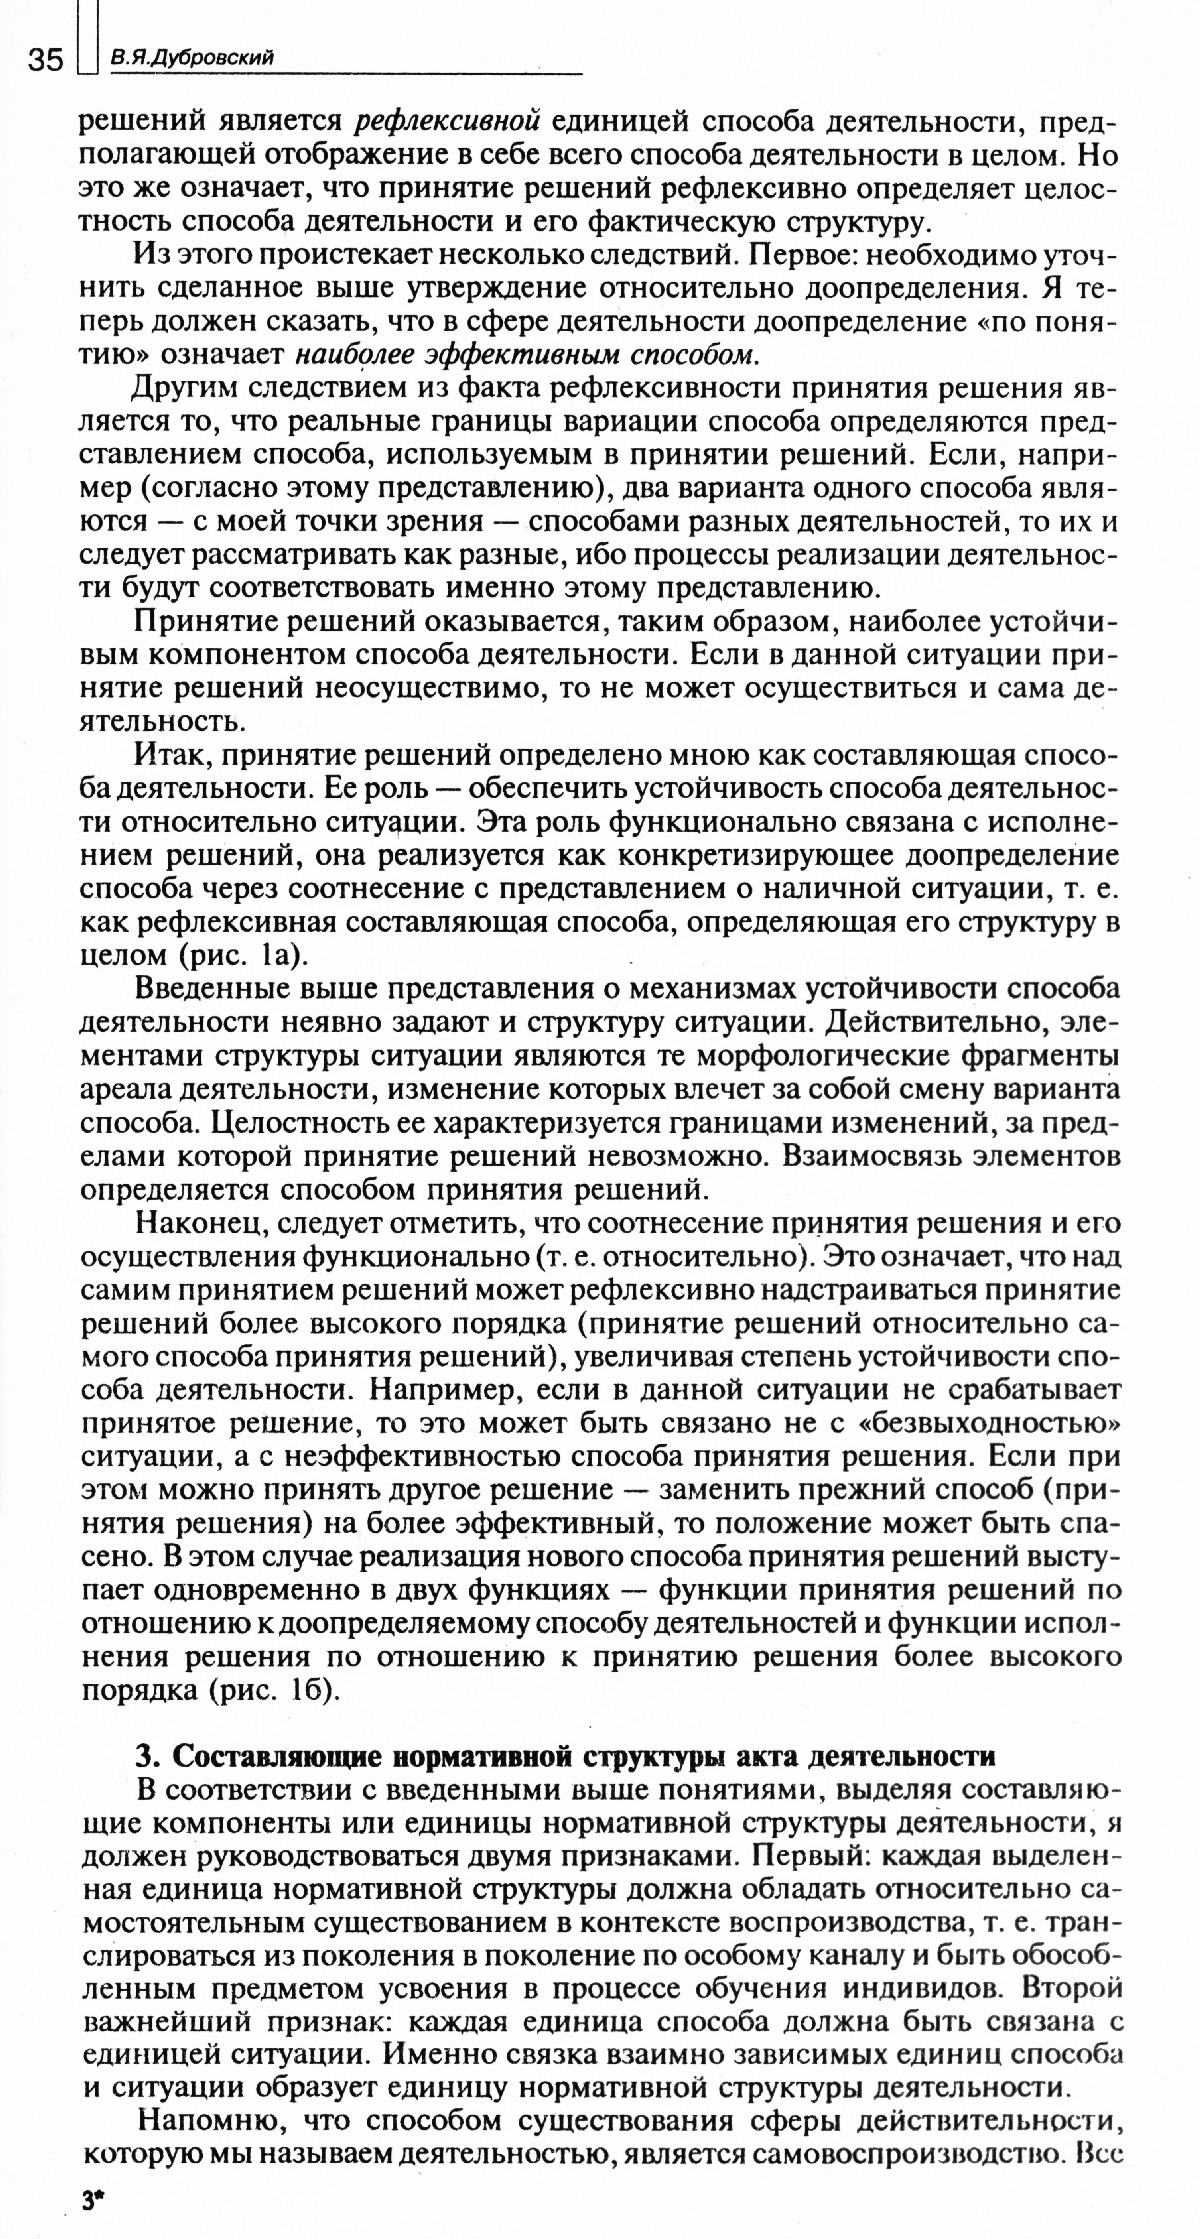 35
В.Я.Дубровский
решений является рефлексивной единицей способа деятельности, пред-
полагающей отображение в себе всего способа деятельности в целом. Но
это же означает, что принятие решений рефлексивно определяет целос-
тность способа деятельности и его фактическую структуру.
Из этого проистекает несколько следствий. Первое: необходимо уточ-
нить сделанное выше утверждение относительно доопределения. Я те-
перь должен сказать, что в сфере деятельности доопределение «по поня-
тию» означает наиболее эффективным способом.
Другим следствием из факта рефлексивности принятия решения яв-
ляется то, что реальные границы вариации способа определяются пред-
ставлением способа, используемым в принятии решений. Если, напри-
мер (согласно этому представлению), два варианта одного способа явля-
ются — с моей точки зрения — способами разных деятельностей, то их и
следует рассматривать как разные, ибо процессы реализации деятельнос-
ти будут соответствовать именно этому представлению.
Принятие решений оказывается, таким образом, наиболее устойчи-
вым компонентом способа деятельности. Если в данной ситуации при-
нятие решений неосуществимо, то не может осуществиться и сама де-
ятельность.
Итак, принятие решений определено мною как составляющая спосо-
ба деятельности. Ее роль — обеспечить устойчивость способа деятельнос-
ти относительно ситуации. Эта роль функционально связана с исполне-
нием решений, она реализуется как конкретизирующее доопределение
способа через соотнесение с представлением о наличной ситуации, т. е.
как рефлексивная составляющая способа, определяющая его структуру в
целом (рис. 1а).
Введенные выше представления о механизмах устойчивости способа
деятельности неявно задают и структуру ситуации. Действительно, эле-
ментами структуры ситуации являются те морфологические фрагменты
ареала деятельности, изменение которых влечет за собой смену варианта
способа. Целостность ее характеризуется границами изменений, за пред-
елами которой принятие решений невозможно. Взаимосвязь элементов
определяется способом принятия решений.
Наконец, следует отметить, что соотнесение принятия решения и его
осуществления функционально (т. е. относительно). Это означает, что над
самим принятием решений может рефлексивно надстраиваться принятие
решений более высокого порядка (принятие решений относительно са-
мого способа принятия решений), увеличивая степень устойчивости спо-
соба деятельности. Например, если в данной ситуации не срабатывает
принятое решение, то это может быть связано не с «безвыходностью»
ситуации, а с неэффективностью способа принятия решения. Если при
этом можно принять другое решение — заменить прежний способ (при-
нятия решения) на более эффективный, то положение может быть спа-
сено. В этом случае реализация нового способа принятия решений высту-
пает одновременно в двух функциях — функции принятия решений по
отношению к доопределяемому способу деятельностей и функции испол-
нения решения по отношению к принятию решения более высокого
порядка (рис. 1б).
3. Составляющие нормативной структуры акта деятельности
В соответствии с введенными выше понятиями, выделяя составляю-
щие компоненты или единицы нормативной структуры деятельности, я
должен руководствоваться двумя признаками. Первый: каждая выделен-
ная единица нормативной структуры должна обладать относительно са-
мостоятельным существованием в контексте воспроизводства, т. е. тран-
слироваться из поколения в поколение по особому каналу и быть обособ-
ленным предметом усвоения в процессе обучения индивидов. Второй
важнейший признак: каждая единица способа должна быть связана с
единицей ситуации. Именно связка взаимно зависимых единиц способа
и ситуации образует единицу нормативной структуры деятельности.
Напомню, что способом существования сферы действительности,
которую мы называем деятельностью, является самовоспроизводство. Все
3*